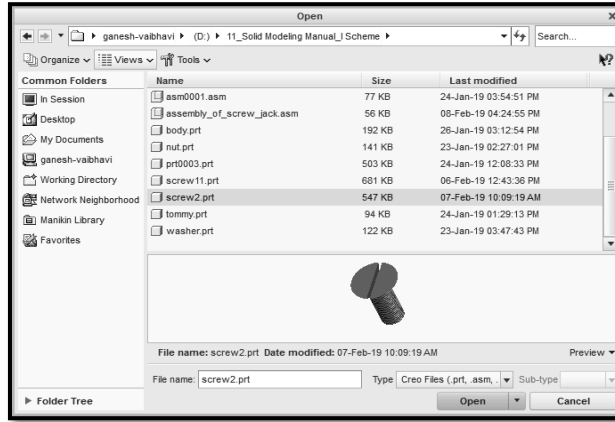 Open
ganesh-vaibhavi ▸ (D:) ▸ 11_Solid Modeling Manual_I Scheme ▸ Search...
Organize Views Tools
Common Folders Name Size Last modified
In Session asm0001.asm 77 KB 24-Jan-19 03:54:51 PM
Desktop assembly_of_screw_jack.asm 56 KB 08-Feb-19 04:24:55 PM
My Documents body.prt 192 KB 26-Jan-19 03:12:54 PM
ganesh-vaibhavi nut.prt 141 KB 23-Jan-19 02:27:01 PM
Working Directory prt0003.prt 503 KB 24-Jan-19 12:08:33 PM
Network Neighborhood screw11.prt 681 KB 06-Feb-19 12:43:36 PM
Manikin Library screw2.prt 547 KB 07-Feb-19 10:09:19 AM
Favorites tommy.prt 94 KB 24-Jan-19 01:29:13 PM
washer.prt 122 KB 23-Jan-19 03:47:43 PM
File name: screw2.prt Date modified: 07-Feb-19 10:09:19 AM Preview
File name: screw2.prt Type Creo Files (.prt, .asm, . Sub-type
Folder Tree Open Cancel